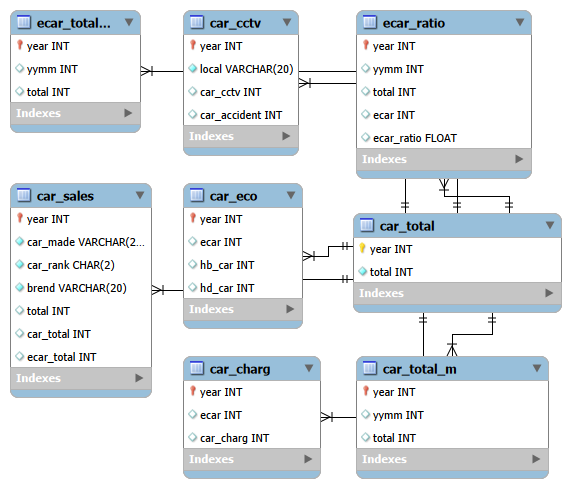 ecar_total...
year INT
yymm INT
total INT
Indexes
car_cctv
year INT
local VARCHAR(20)
car_cctv INT
car_accident INT
Indexes
ecar_ratio
year INT
yymm INT
total INT
ecar INT
ecar_ratio FLOAT
Indexes
car_sales
year INT
car_made VARCHAR(2...
car_rank CHAR(2)
brend VARCHAR(20)
total INT
car_total INT
ecar_total INT
Indexes
car_eco
year INT
ecar INT
hb_car INT
hd_car INT
Indexes
car_total
year INT
total INT
Indexes
car_charg
year INT
ecar INT
car_charg INT
Indexes
car_total_m
year INT
yymm INT
total INT
Indexes